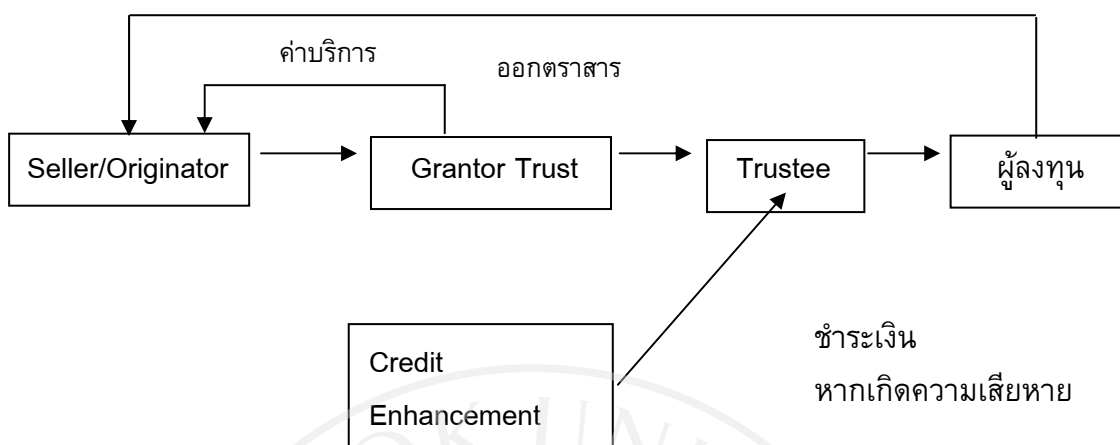 ค่าบริการ
ออกตราสาร
Seller/Originator
Grantor Trust
Trustee
ผู้ลงทุน
Credit
Enhancement
ชำระเงิน
หากเกิดความเสียหาย